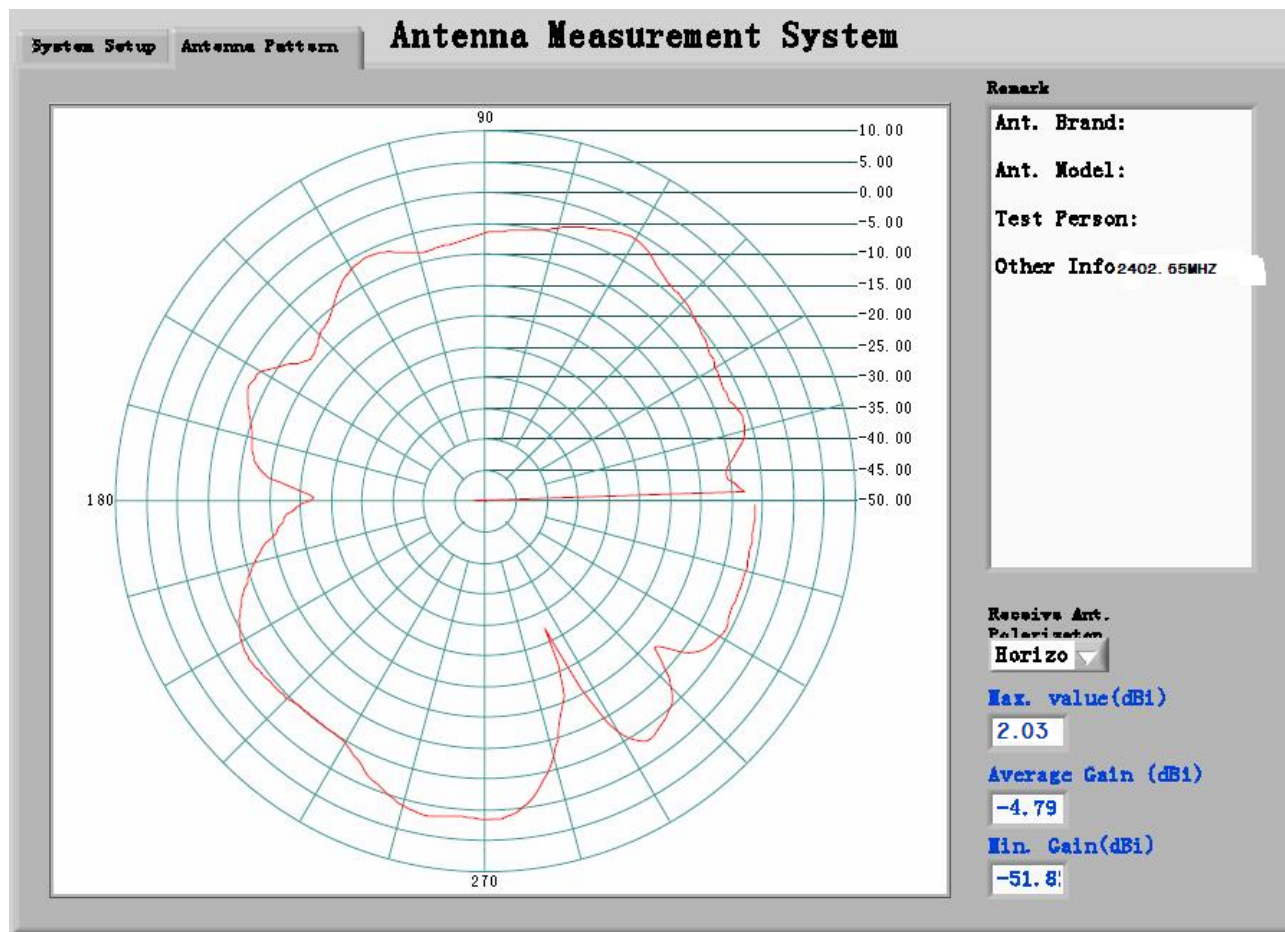 Antenna Measurement System
System Setup
Antenna Pattern
Remark
Ant. Brand:
Ant. Model:
Test Person:
Other Info2402.65MHZ
90
10.00
5.00
0.00
-5.00
-10.00
-15.00
-20.00
-25.00
-30.00
-35.00
-40.00
-45.00
-50.00
180
270
Receive Ant.
Polarizaton
Horizo
Max. value(dBi)
2.03
Average Gain (dBi)
-4.79
Min. Gain(dBi)
-51.8